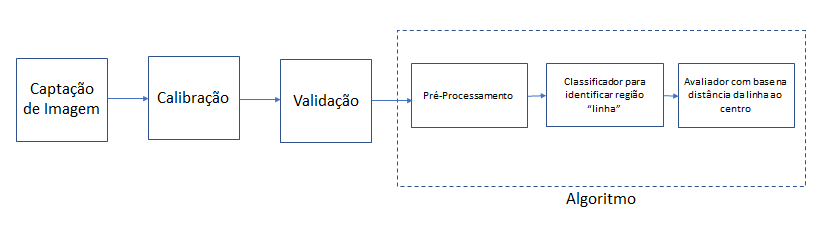 Captação
de Imagem
Calibração
Validação
Pré-Processamento
Classificador para
identificar região
“linha”
Avaliador com base na
distância da linha ao
centro
Algoritmo